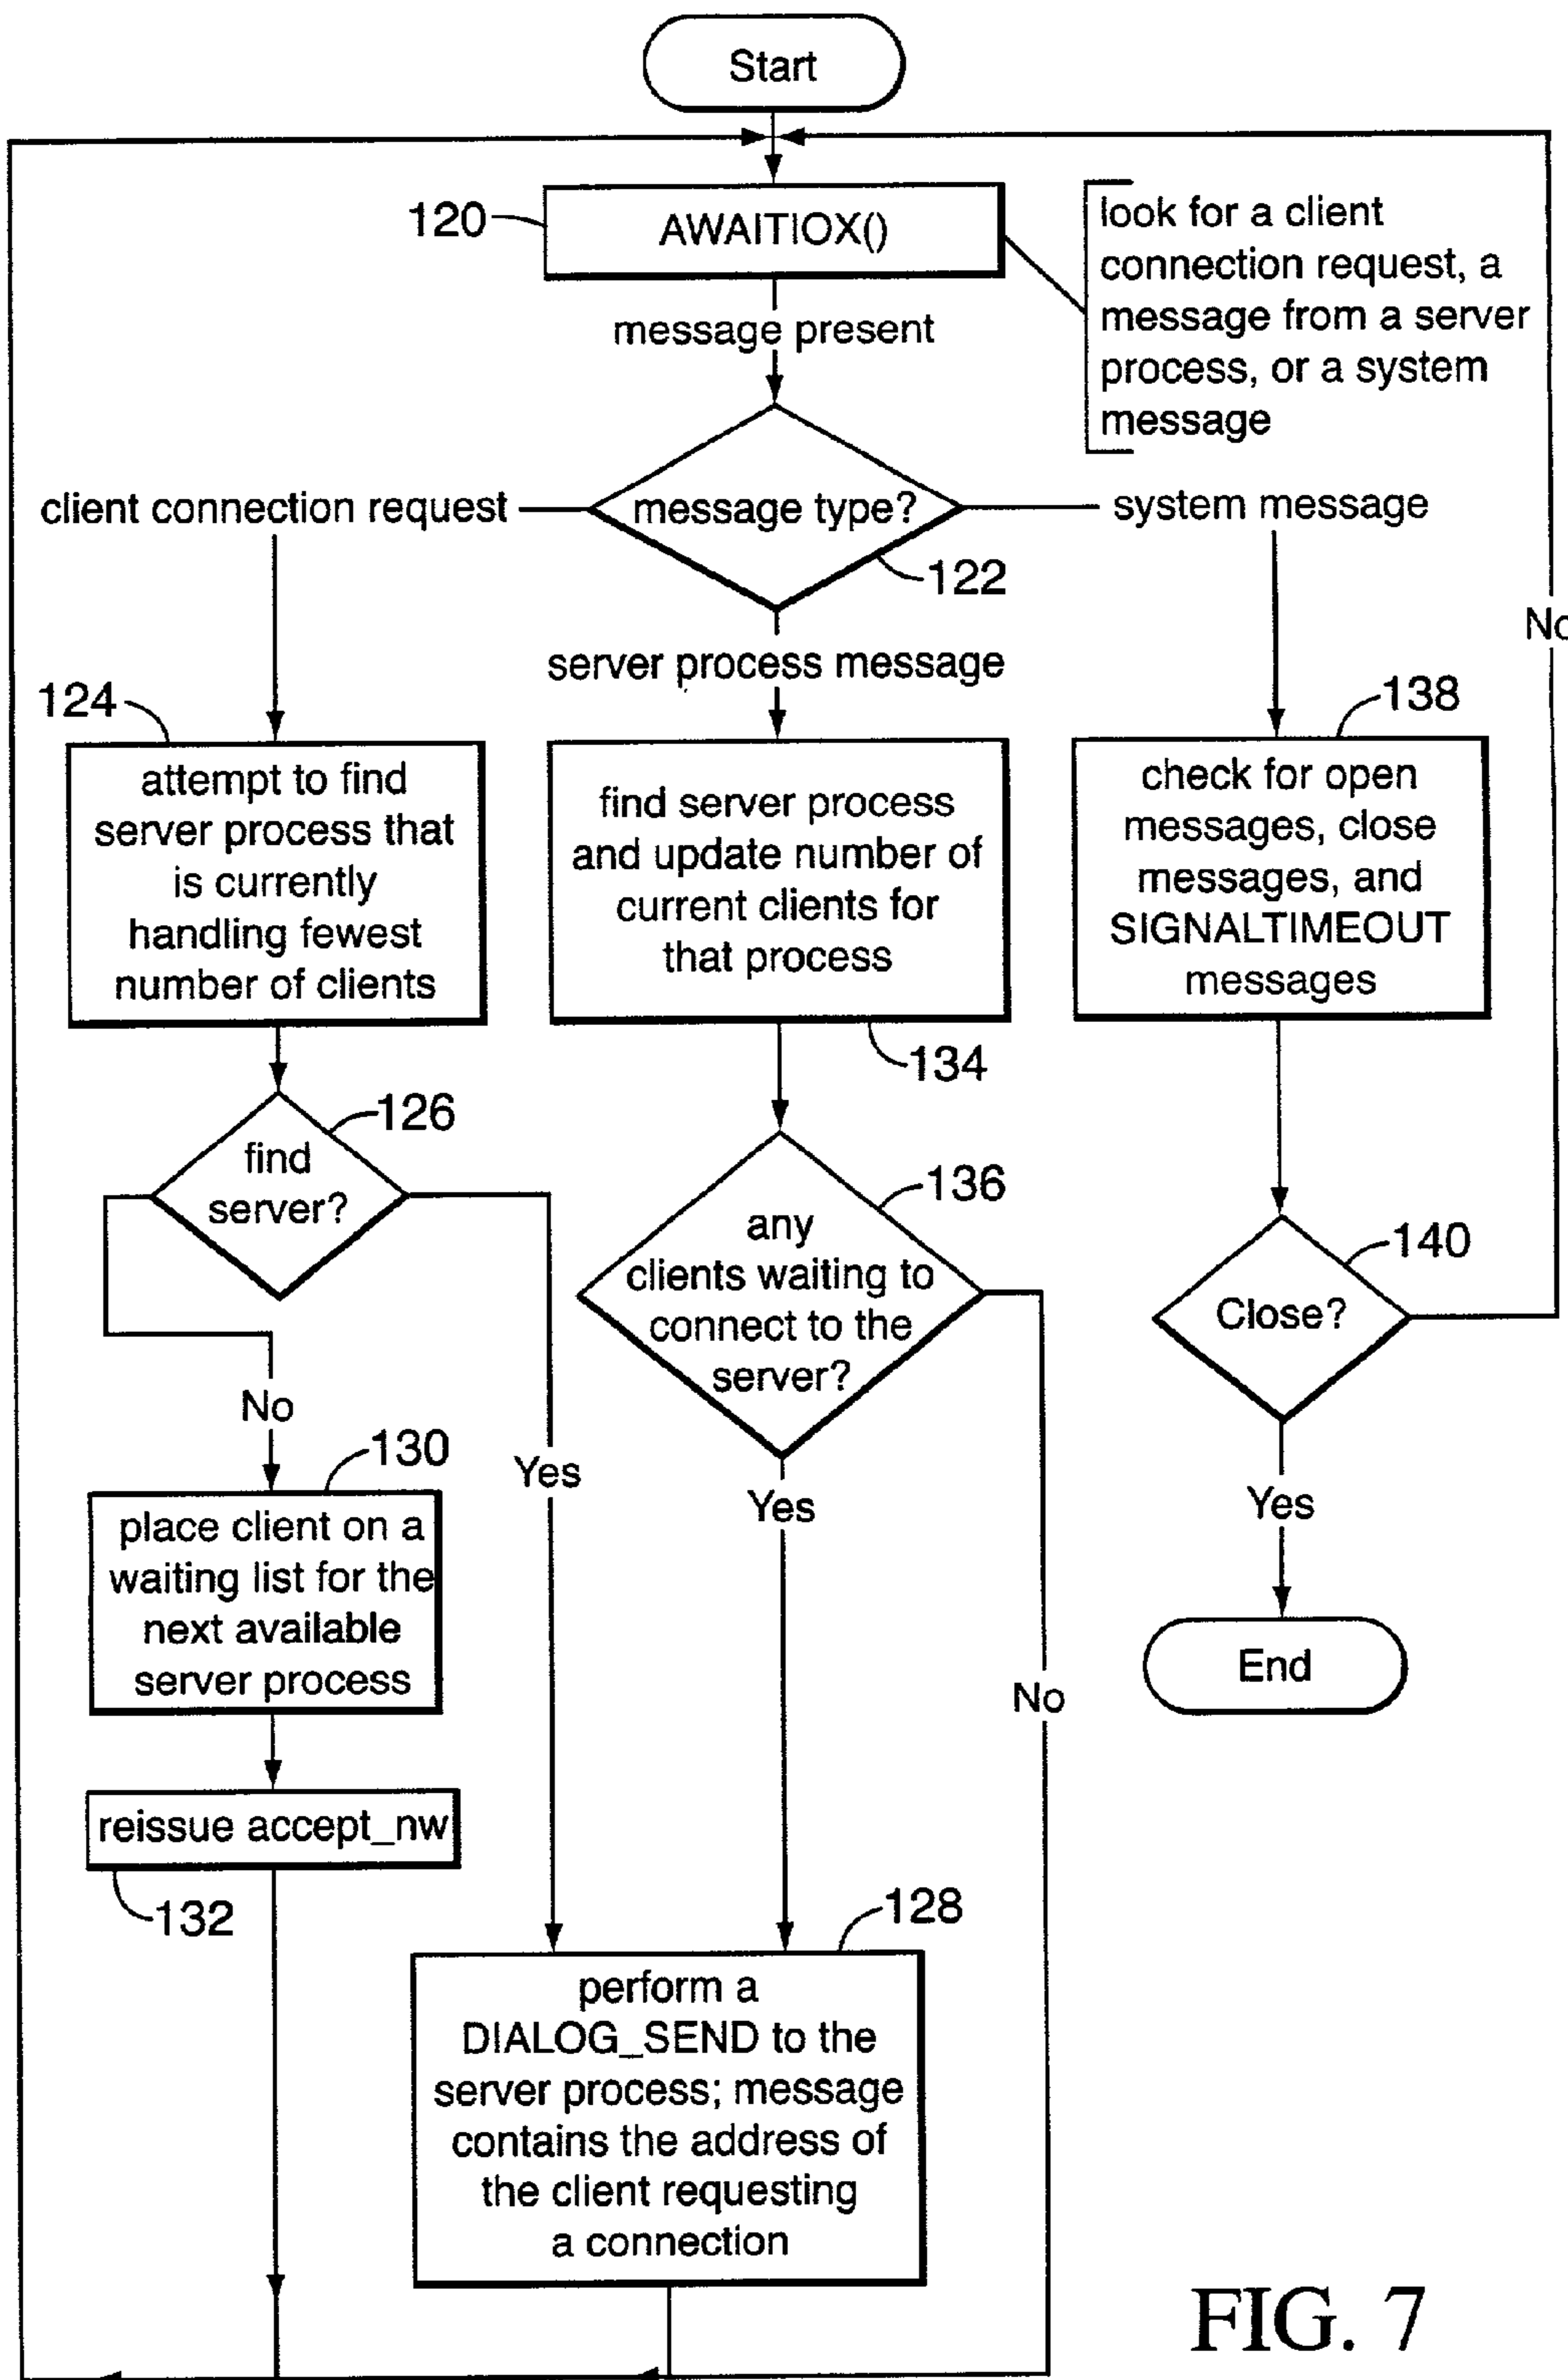 Start
120
AWAITIOX()
look for a client
connection request, a
message from a server
process, or a system
message
message present
client connection request
message type?
system message
122
No
server process message
124
138
attempt to find
server process that
is currently
handling fewest
number of clients
find server process
and update number of
current clients for
that process
check for open
messages, close
messages, and
SIGNALTIMEOUT
messages
134
126
find
server?
136
any
clients waiting to
connect to the
server?
140
Close?
No
130
Yes
Yes
Yes
place client on a
waiting list for the
next available
server process
End
No
reissue accept_nw
132
128
perform a
DIALOG_SEND to the
server process; message
contains the address of
the client requesting
a connection
FIG. 7